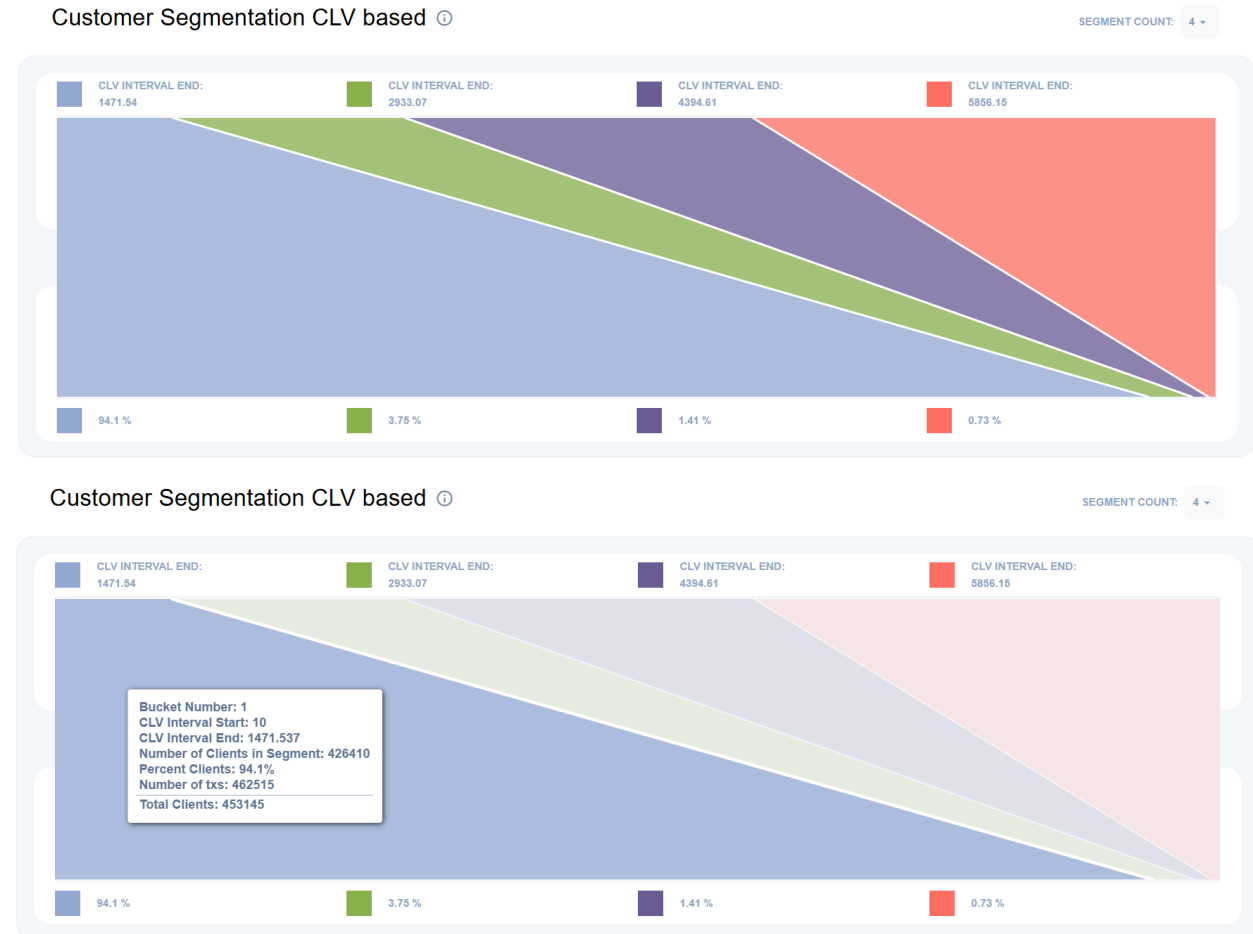 Customer Segmentation CLV based
SEGMENT COUNT: 4
CLV INTERVAL END:
1471.54
CLV INTERVAL END:
2933.07
CLV INTERVAL END:
4394.61
CLV INTERVAL END:
5856.15
94.1 %
3.75 %
1.41 %
0.73 %
Customer Segmentation CLV based
SEGMENT COUNT: 4
CLV INTERVAL END:
1471.54
CLV INTERVAL END:
2933.07
CLV INTERVAL END:
4394.61
CLV INTERVAL END:
5856.15
Bucket Number: 1
CLV Interval Start: 10
CLV Interval End: 1471.537
Number of Clients in Segment: 426410
Percent Clients: 94.1%
Number of txs: 462515
Total Clients: 453145
94.1 %
3.75 %
1.41 %
0.73 %